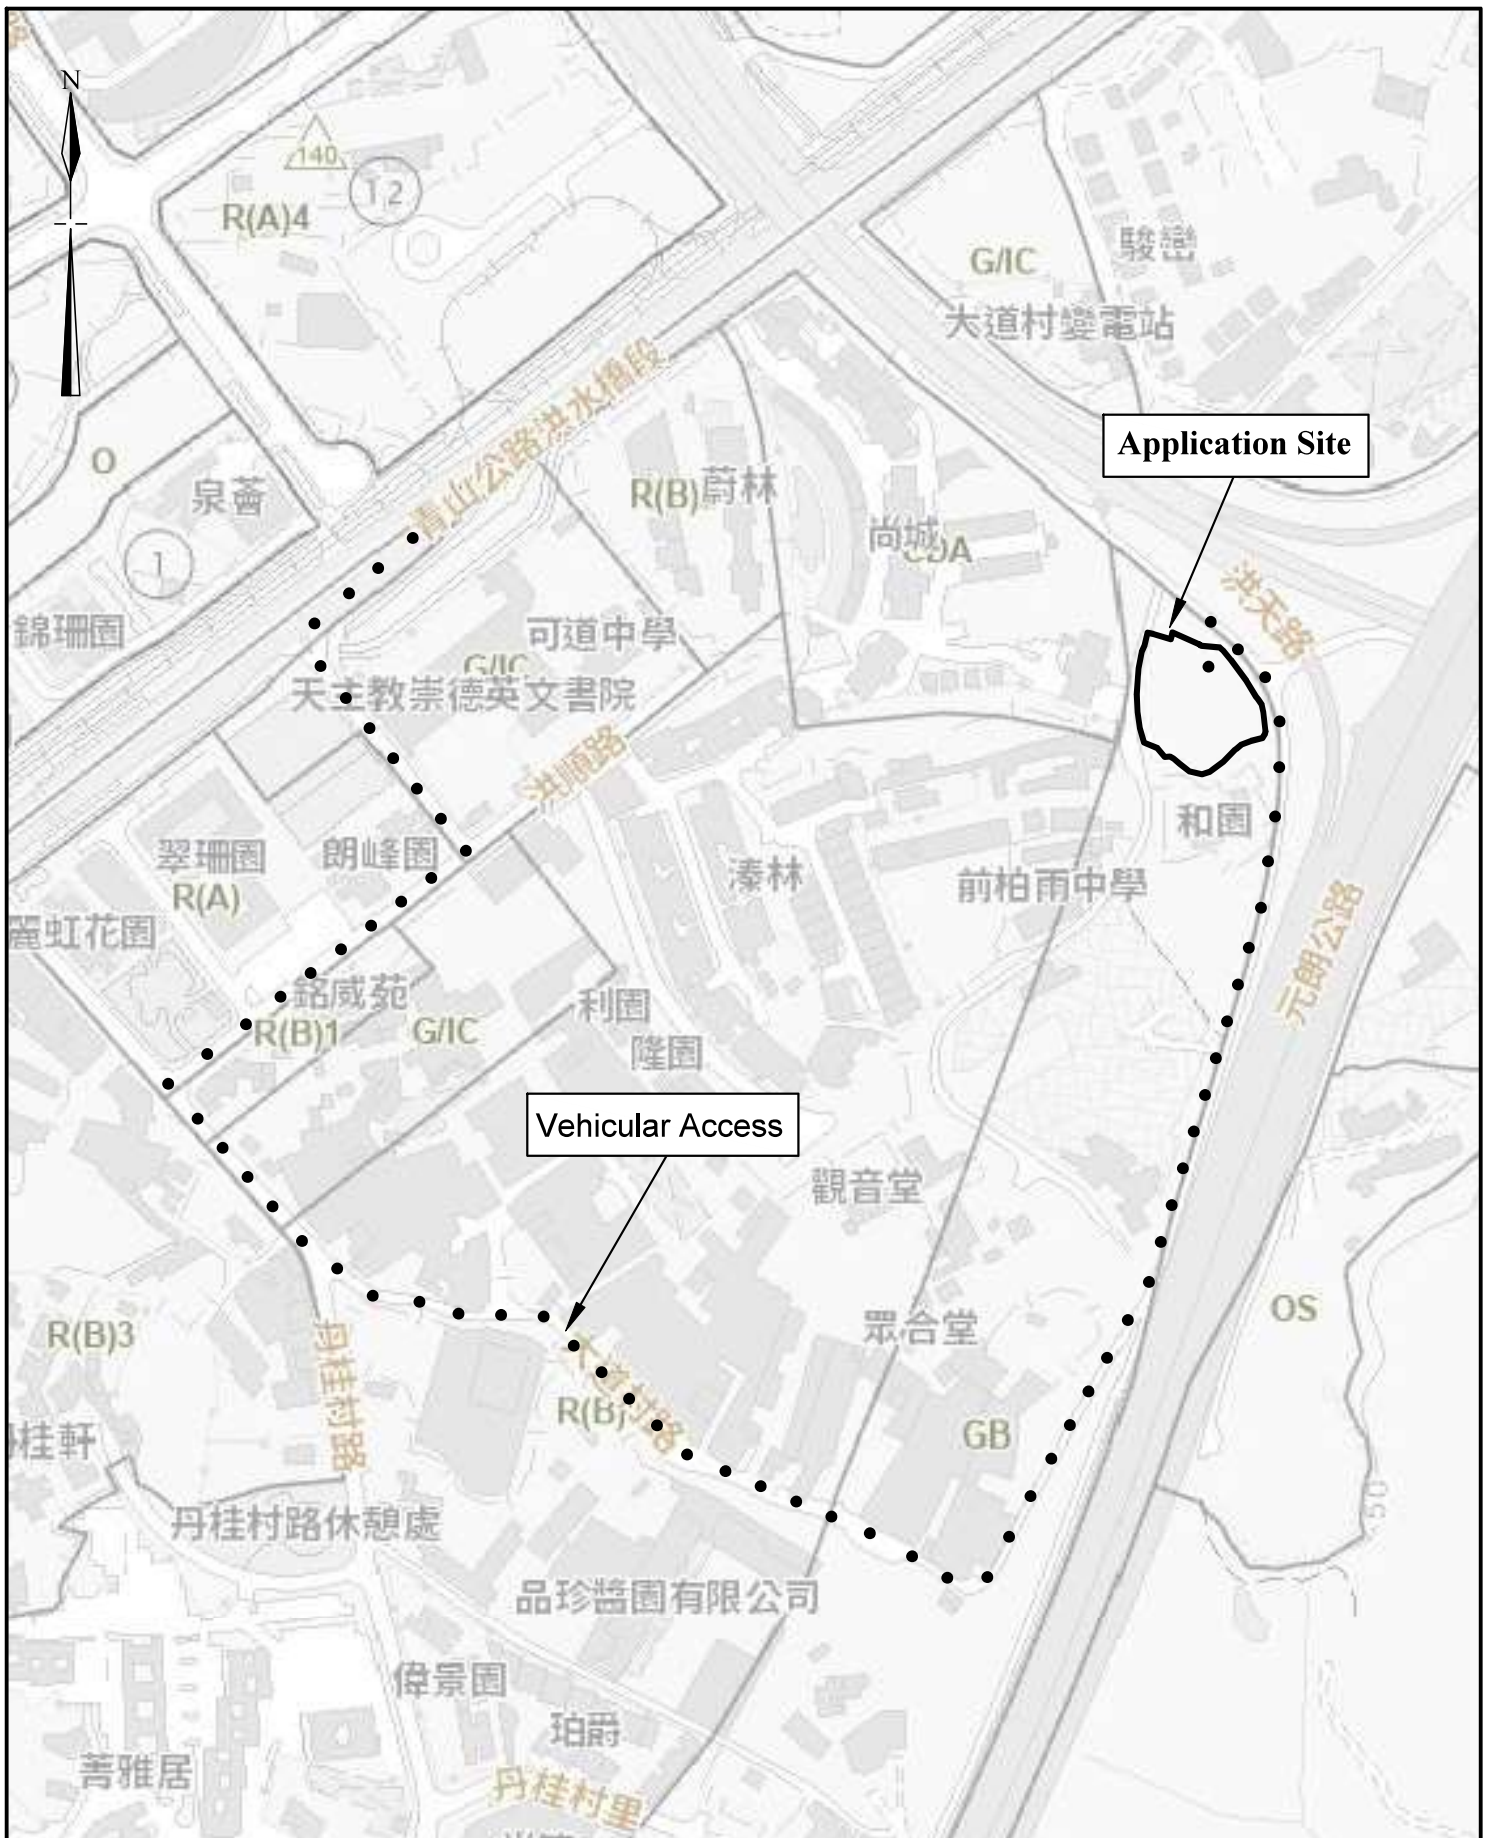 N
140
12
R(A)4
G/IC
駿巒
大道村變電站
青山公路洪水橋段
Application Site
O
泉薈
R(B)
蔚林
尚城
CDA
1
洪天路
錦珊園
可道中學
G/IC
天主教崇德英文書院
洪順路
和園
翠珊園
朗峰園
溱林
前柏雨中學
R(A)
麗虹花園
元朗公路
銘威苑
利園
R(B)1
G/IC
隆園
Vehicular Access
觀音堂
OS
眾合堂
R(B)3
丹桂村路
大道村路
R(B)
GB
桂軒
50
丹桂村路休憩處
品珍醬園有限公司
偉景園
珀爵
菁雅居
丹桂村里